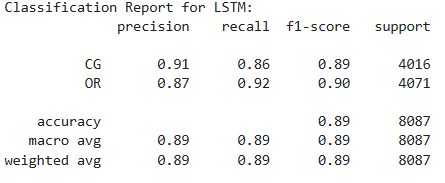 Classification Report for LSTM:
precision recall f1-score support
CG 0.91 0.86 0.89 4016
OR 0.87 0.92 0.90 4071
accuracy 0.89 8087
macro avg 0.89 0.89 0.89 8087
weighted avg 0.89 0.89 0.89 8087